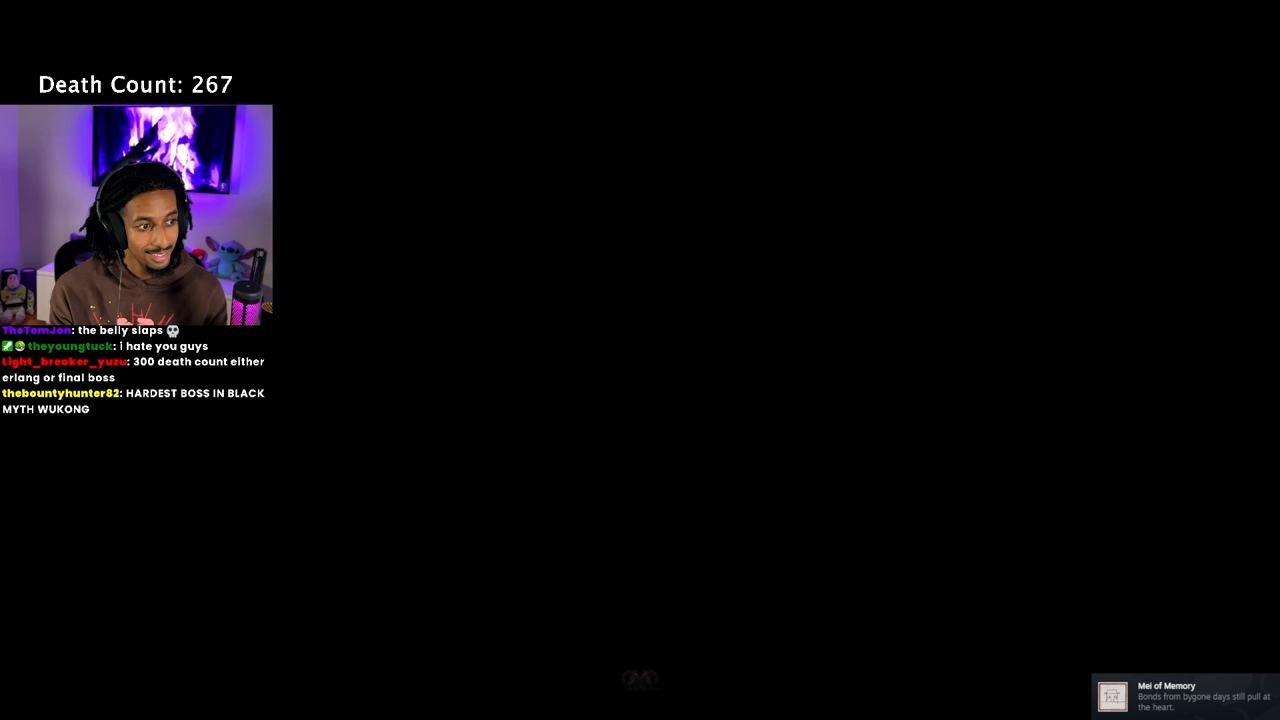 Death Count: 267
TheTomJon: the belly slaps 💀
theyoungtuck: i hate you guys
Light_breaker_yuzu: 300 death count either
erlang or final boss
thebountyhunter82: HARDEST BOSS IN BLACK
MYTH WUKONG
Mei of Memory
Bonds from bygone days still pull at
the heart.